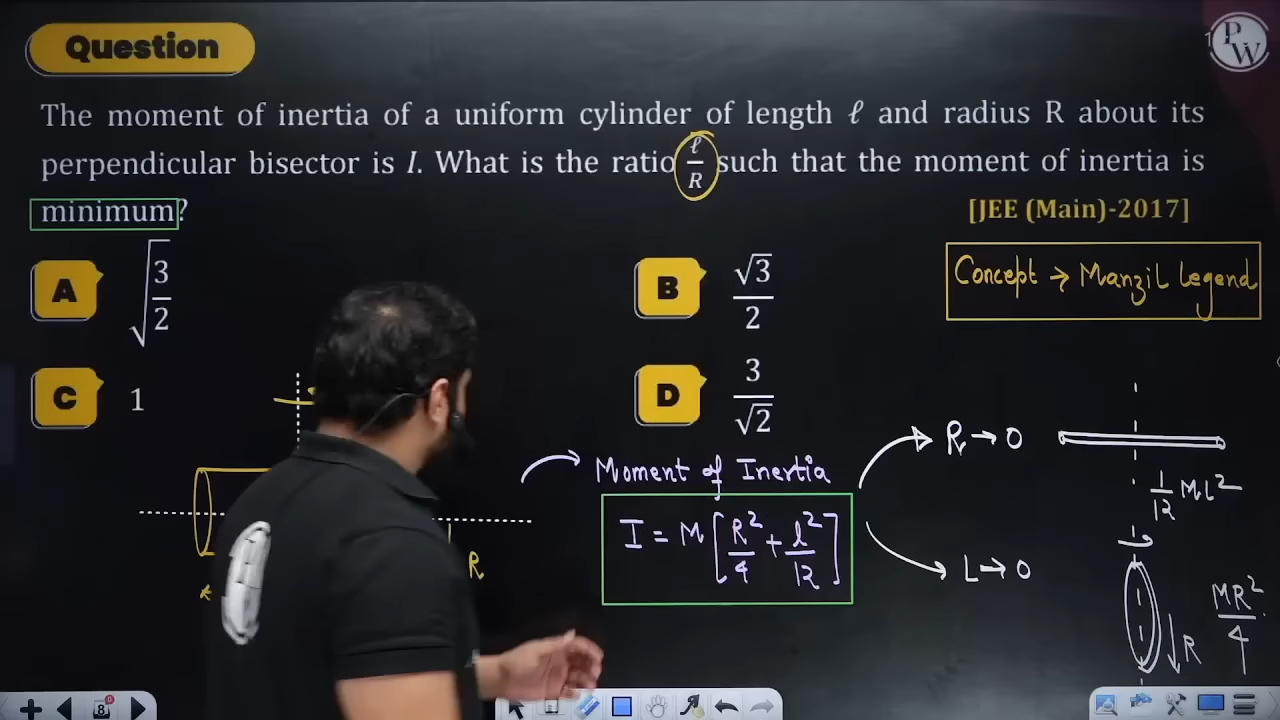 Question
PW
The moment of inertia of a uniform cylinder of length ℓ and radius R about its
perpendicular bisector is I. What is the ratio ℓ/R such that the moment of inertia is
minimum?
[JEE (Main)-2017]
Concept → Manzil Legend
A √(3/2)
B √3/2
C 1
D 3/√2
Moment of Inertia
I = M[R²/4 + l²/12]
R → 0
1/12 Ml²
L → 0
MR²/4
R
R
8